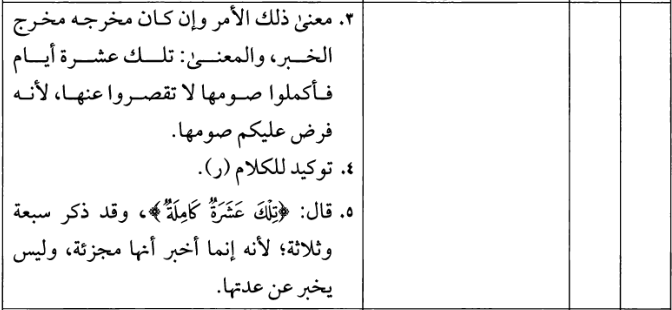 ٣. معنىٰ ذلك الأمر وإن كان مخرجه مخرج
الخبر، والمعنىٰ: تلك عشرة أيام
فأكملوا صومها لا تقصروا عنها، لأنه
فرض عليكم صومها.
٤. توكيد للكلام (ر).
٥. قال: ﴿تِلْكَ عَشَرَةٌ كَامِلَةٌ﴾، وقد ذكر سبعة
وثلاثة؛ لأنه إنما أخبر أنها مجزئة، وليس
يخبر عن عدتها.